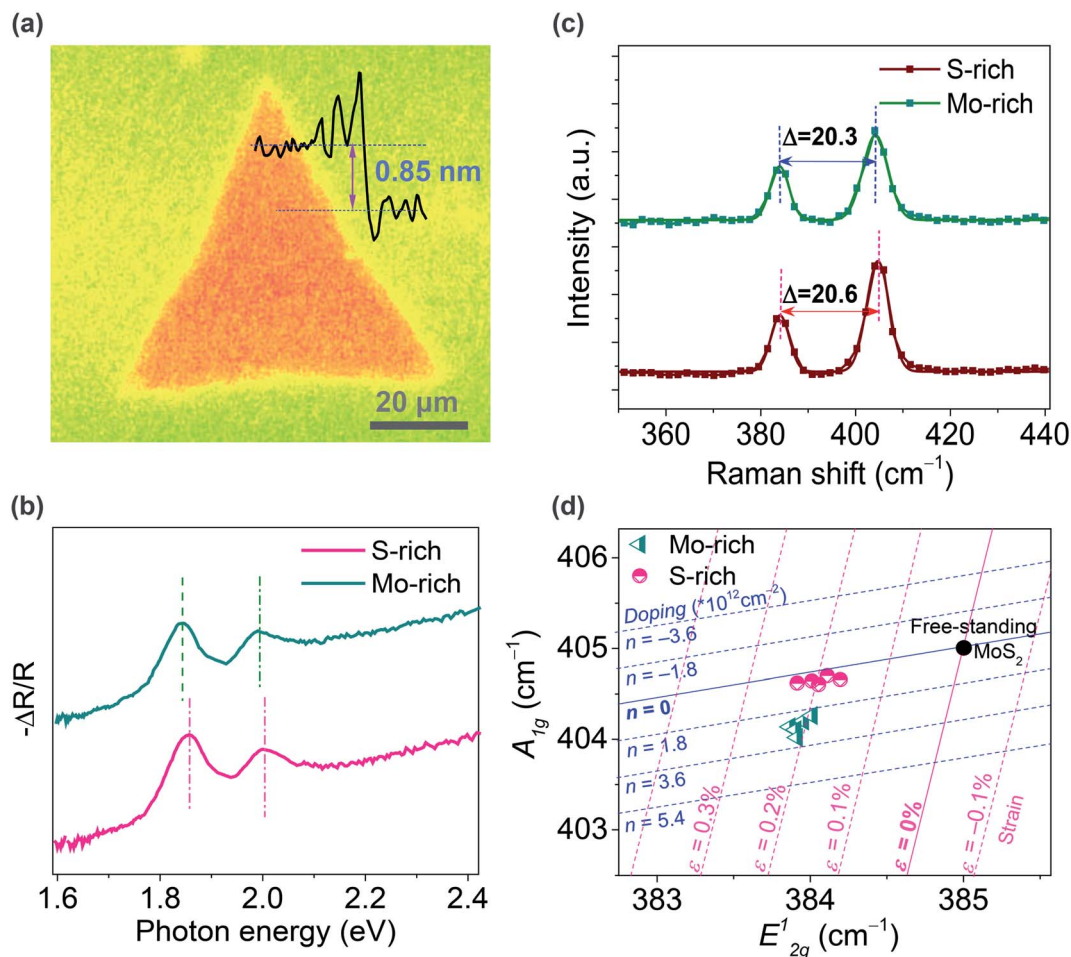 (a)
0.85 nm
20 μm
(c)
S-rich
Mo-rich
Δ=20.3
Δ=20.6
Intensity (a.u.)
360 380 400 420 440
Raman shift (cm⁻¹)
(b)
S-rich
Mo-rich
-ΔR/R
1.6 1.8 2.0 2.2 2.4
Photon energy (eV)
(d)
Mo-rich
S-rich
Doping (*10¹²cm⁻²)
n = –3.6
n = –1.8
n = 0
n = 1.8
n = 3.6
n = 5.4
Free-standing
MoS₂
ε = 0.3%
ε = 0.2%
ε = 0.1%
ε = 0%
ε = –0.1%
Strain
406
405
404
403
A₁g (cm⁻¹)
383 384 385
E¹₂g (cm⁻¹)